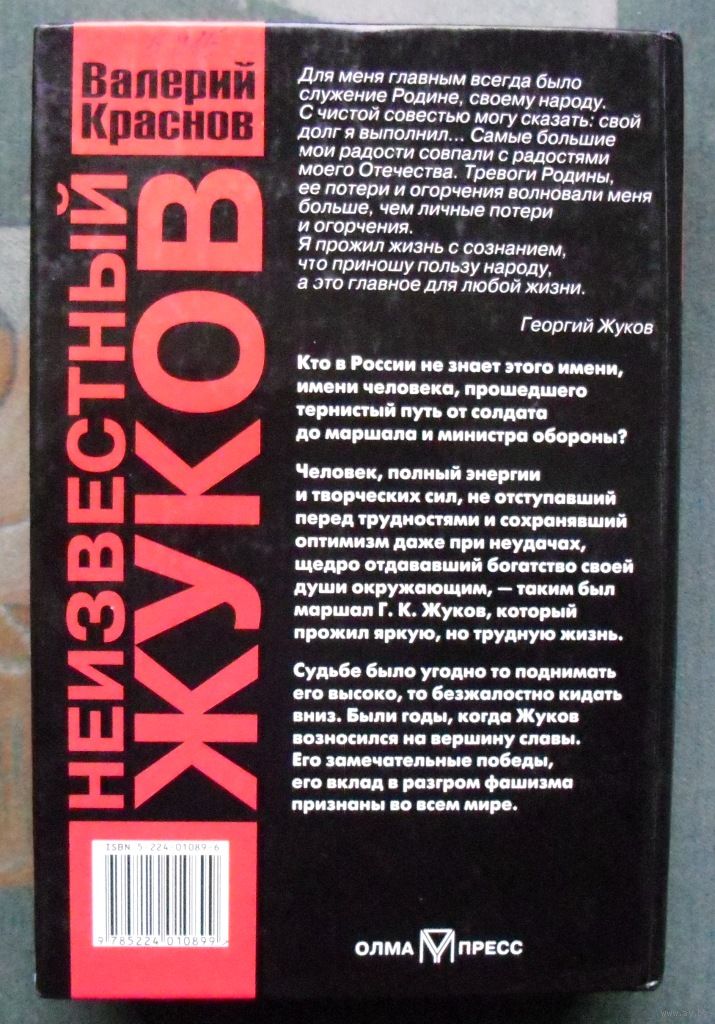 Валерий
Краснов
НЕИЗВЕСТНЫЙ
ЖУКОВ
Для меня главным всегда было
служение Родине, своему народу.
С чистой совестью могу сказать: свой
долг я выполнил... Самые большие
мои радости совпали с радостями
моего Отечества. Тревоги Родины,
ее потери и огорчения волновали меня
больше, чем личные потери
и огорчения.
Я прожил жизнь с сознанием,
что приношу пользу народу,
а это главное для любой жизни.
Георгий Жуков
Кто в России не знает этого имени,
имени человека, прошедшего
тернистый путь от солдата
до маршала и министра обороны?
Человек, полный энергии
и творческих сил, не отступавший
перед трудностями и сохранявший
оптимизм даже при неудачах,
щедро отдававший богатство своей
души окружающим, — таким был
маршал Г. К. Жуков, который
прожил яркую, но трудную жизнь.
Судьбе было угодно то поднимать
его высоко, то безжалостно кидать
вниз. Были годы, когда Жуков
возносился на вершину славы.
Его замечательные победы,
его вклад в разгром фашизма
признаны во всем мире.
ISBN 5-224-01089-6
9 785224 010899
ОЛМА ПРЕСС